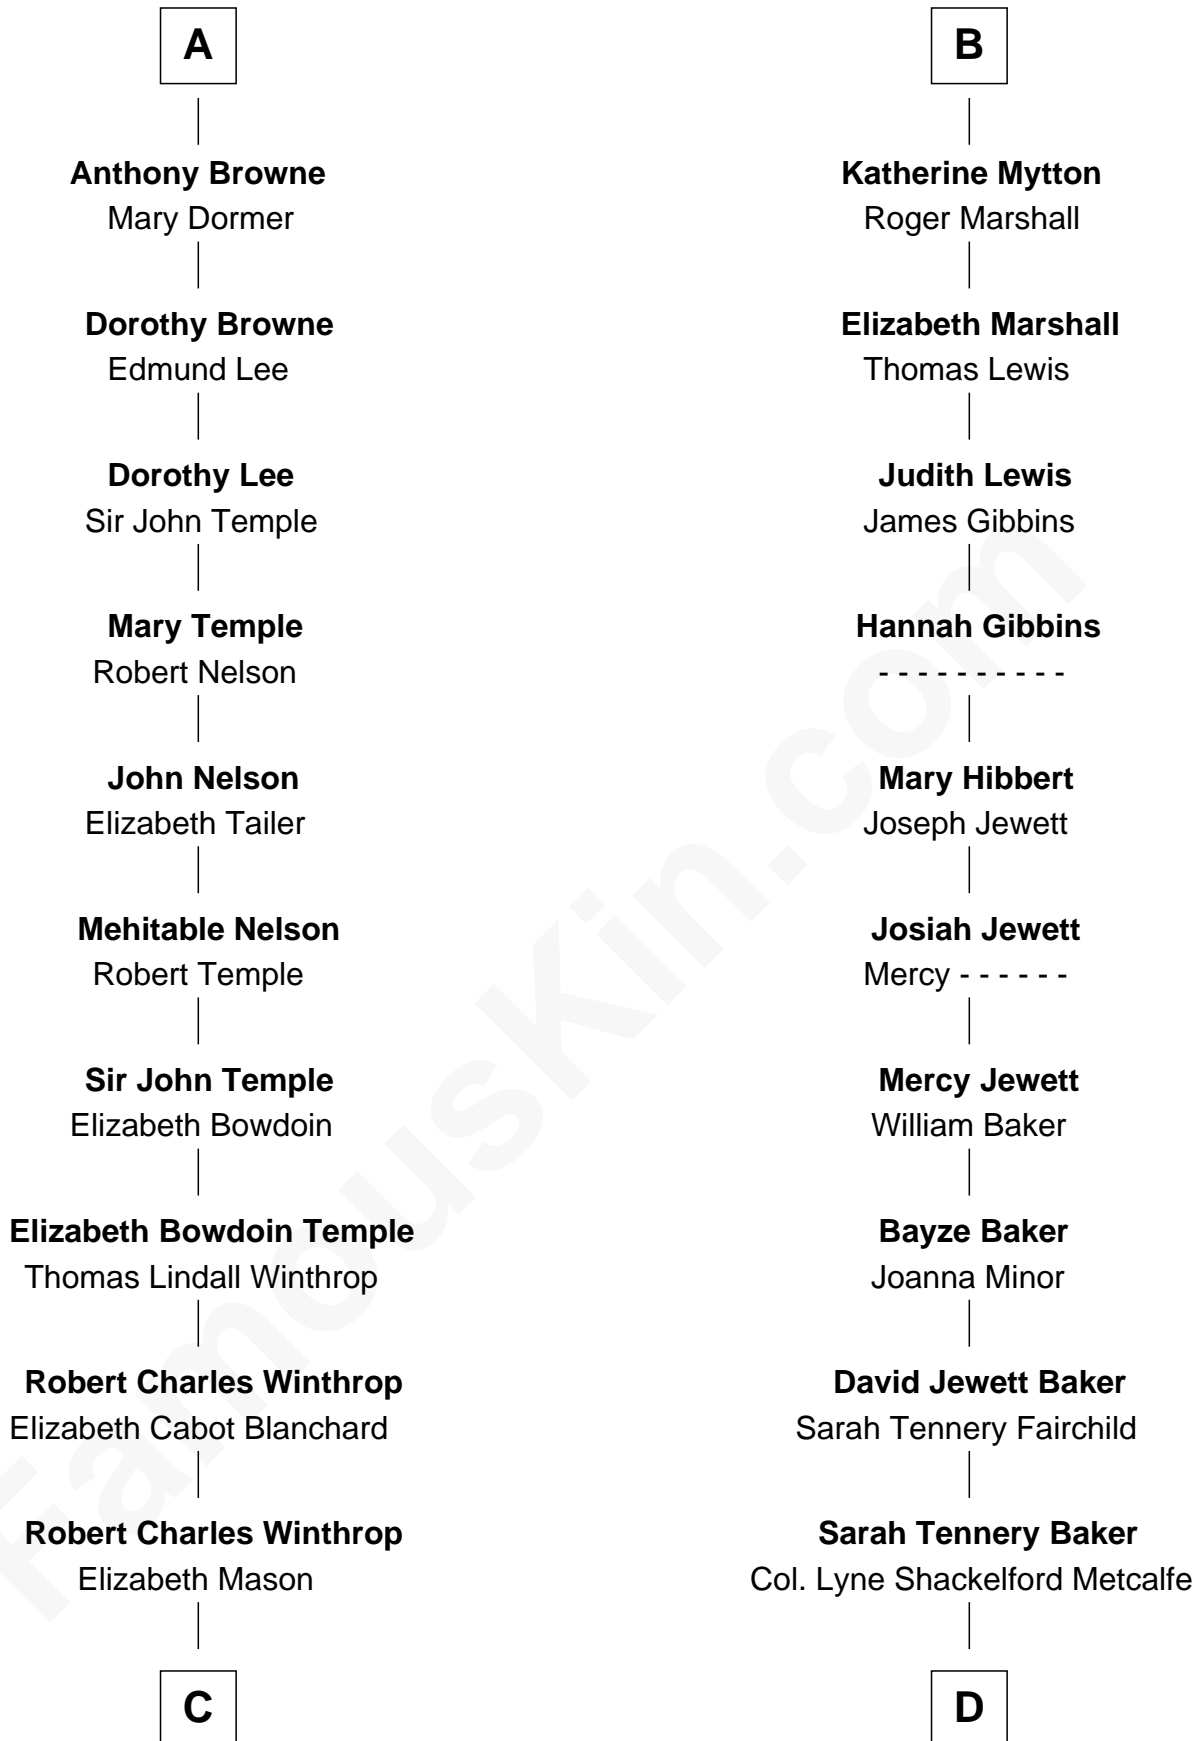 A
Anthony Browne
Mary Dormer
Dorothy Browne
Edmund Lee
Dorothy Lee
Sir John Temple
Mary Temple
Robert Nelson
John Nelson
Elizabeth Tailer
Mehitable Nelson
Robert Temple
Sir John Temple
Elizabeth Bowdoin
Elizabeth Bowdoin Temple
Thomas Lindall Winthrop
Robert Charles Winthrop
Elizabeth Cabot Blanchard
Robert Charles Winthrop
Elizabeth Mason
C
B
Katherine Mytton
Roger Marshall
Elizabeth Marshall
Thomas Lewis
Judith Lewis
James Gibbins
Hannah Gibbins
- - - - - - - - - -
Mary Hibbert
Joseph Jewett
Josiah Jewett
Mercy - - - - - -
Mercy Jewett
William Baker
Bayze Baker
Joanna Minor
David Jewett Baker
Sarah Tennery Fairchild
Sarah Tennery Baker
Col. Lyne Shackelford Metcalfe
D
FamousKin.com